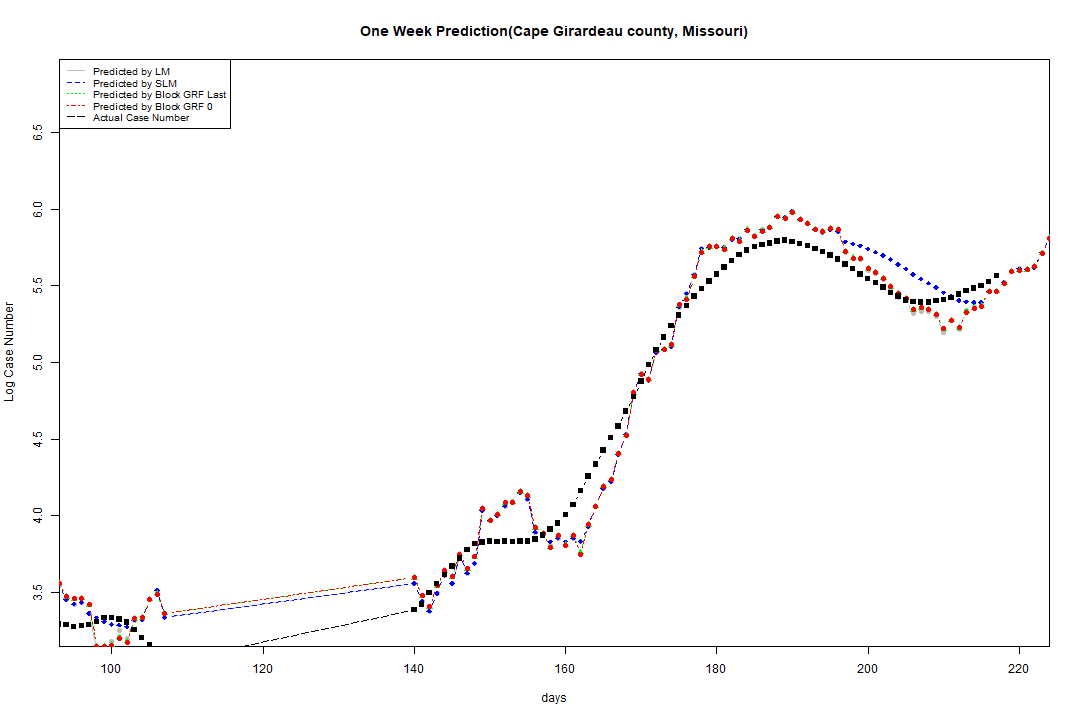 One Week Prediction(Cape Girardeau county, Missouri)
Predicted by LM
Predicted by SLM
Predicted by Block GRF Last
Predicted by Block GRF 0
Actual Case Number
6.5
6.0
5.5
5.0
4.5
4.0
3.5
Log Case Number
100 120 140 160 180 200 220
days